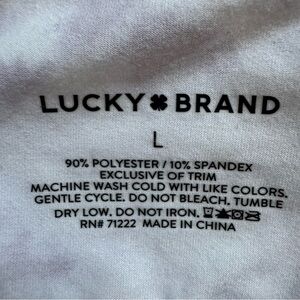 LUCKY BRAND
L
90% POLYESTER / 10% SPANDEX
EXCLUSIVE OF TRIM
MACHINE WASH COLD WITH LIKE COLORS.
GENTLE CYCLE. DO NOT BLEACH. TUMBLE
DRY LOW. DO NOT IRON.
RN# 71222 MADE IN CHINA